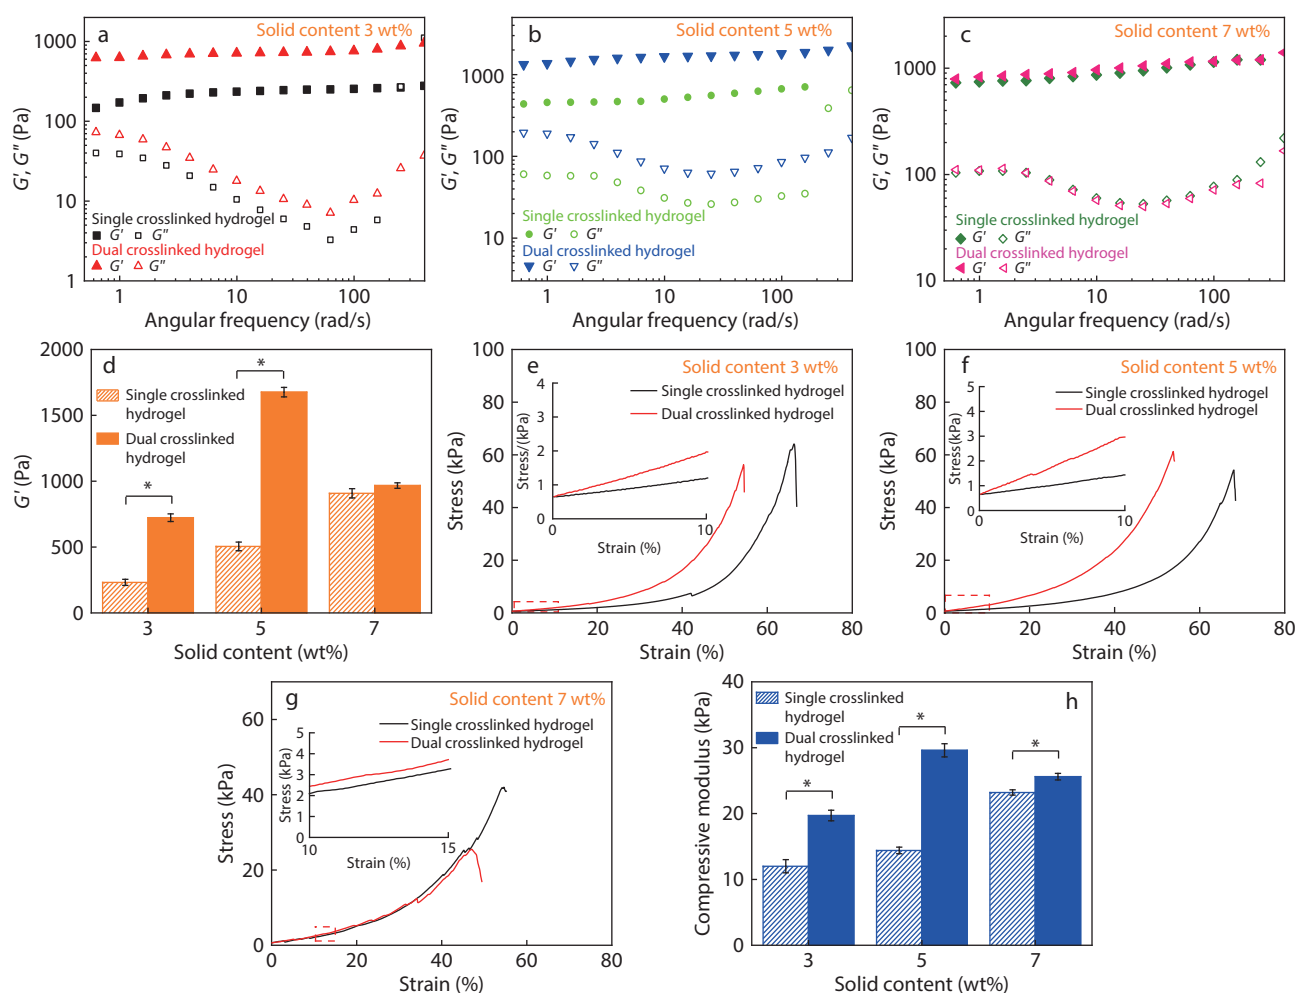 a
Solid content 3 wt%
1000
100
10
1
G', G" (Pa)
Single crosslinked hydrogel
G' G"
Dual crosslinked hydrogel
G' G"
1 10 100
Angular frequency (rad/s)
b
Solid content 5 wt%
1000
100
10
G', G" (Pa)
Single crosslinked hydrogel
G' G"
Dual crosslinked hydrogel
G' G"
1 10 100
Angular frequency (rad/s)
c
Solid content 7 wt%
1000
100
10
G', G" (Pa)
Single crosslinked hydrogel
G' G"
Dual crosslinked hydrogel
G' G"
1 10 100
Angular frequency (rad/s)
d
2000
1500
1000
500
0
G' (Pa)
Single crosslinked
hydrogel
Dual crosslinked
hydrogel
*
*
3 5 7
Solid content (wt%)
e
Solid content 3 wt%
100
80
60
40
20
0
Stress (kPa)
Single crosslinked hydrogel
Dual crosslinked hydrogel
4
3
2
1
0
Stress/(kPa)
0 10
Strain (%)
0 20 40 60 80
Strain (%)
f
Solid content 5 wt%
100
80
60
40
20
0
Stress (kPa)
Single crosslinked hydrogel
Dual crosslinked hydrogel
5
4
3
2
1
0
Stress(kPa)
0 10
Strain (%)
0 20 40 60 80
Strain (%)
g
Solid content 7 wt%
60
40
20
0
Stress (kPa)
Single crosslinked hydrogel
Dual crosslinked hydrogel
5
4
3
2
1
0
Stress (kPa)
10 15
Strain (%)
0 20 40 60 80
Strain (%)
h
40
30
20
10
0
Compressive modulus (kPa)
Single crosslinked
hydrogel
Dual crosslinked
hydrogel
*
*
*
3 5 7
Solid content (wt%)